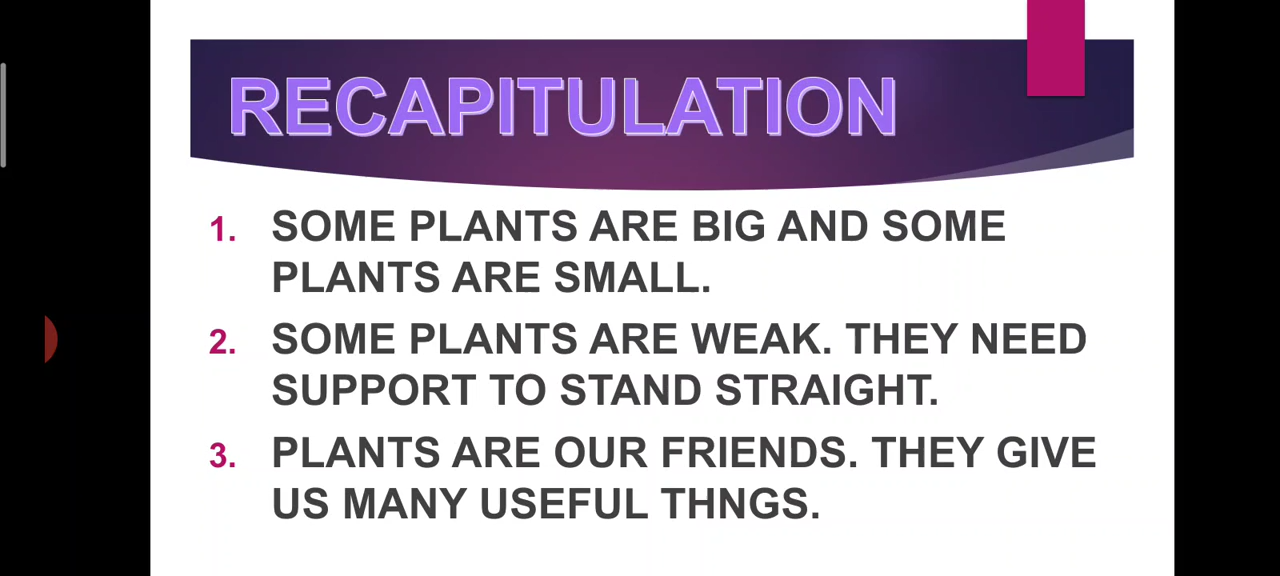 RECAPITULATION
1. SOME PLANTS ARE BIG AND SOME
PLANTS ARE SMALL.
2. SOME PLANTS ARE WEAK. THEY NEED
SUPPORT TO STAND STRAIGHT.
3. PLANTS ARE OUR FRIENDS. THEY GIVE
US MANY USEFUL THNGS.